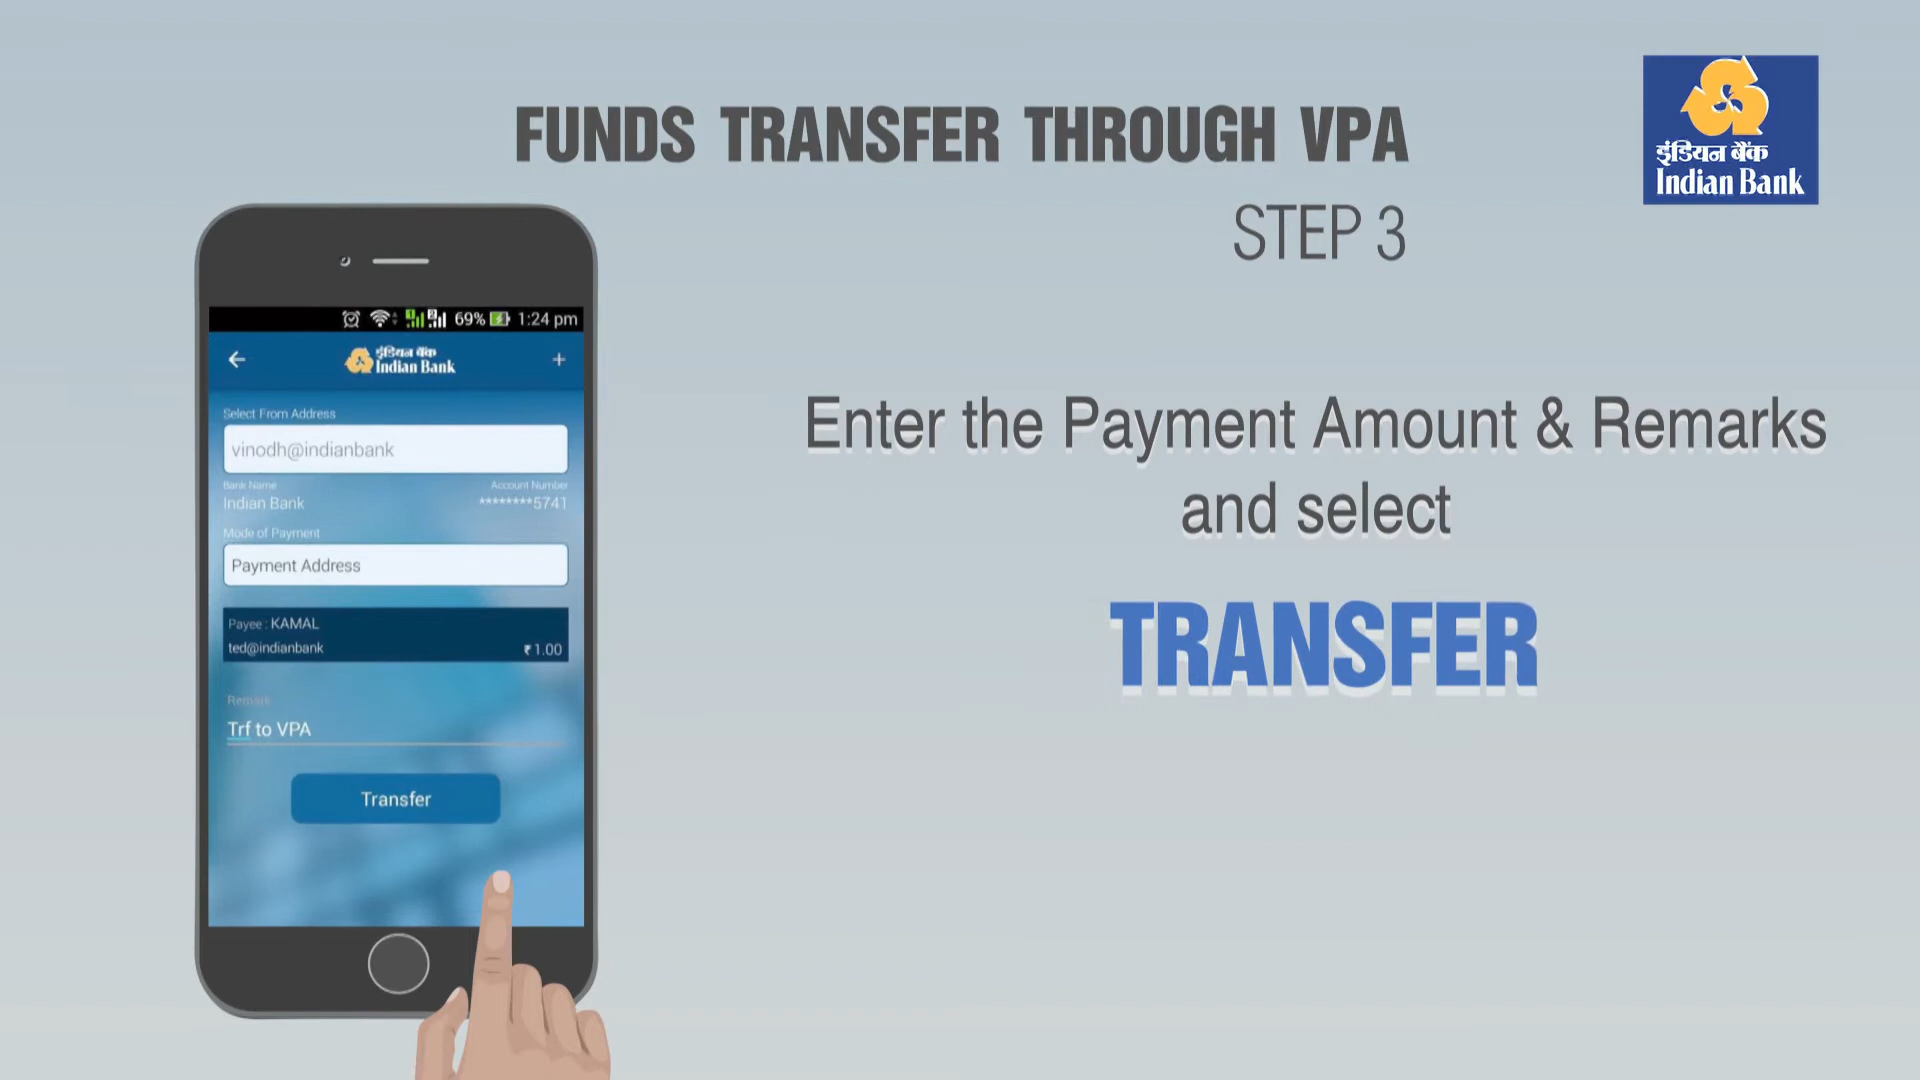 FUNDS TRANSFER THROUGH VPA
इंडियन बैंक
Indian Bank
STEP 3
69% 1:24 pm
इंडियन बैंक
Indian Bank
Select From Address
vinodh@indianbank
Bank Name Account Number
Indian Bank ********5741
Mode of Payment
Payment Address
Payee : KAMAL
ted@indianbank ₹ 1.00
Remark
Trf to VPA
Transfer
Enter the Payment Amount & Remarks
and select
TRANSFER